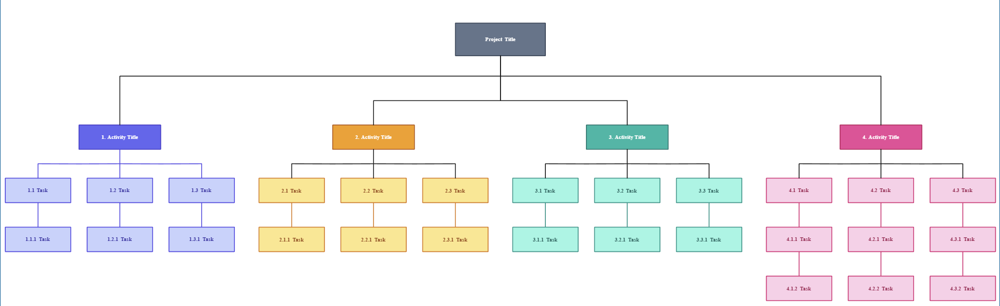 Project Title
1. Activity Title
2. Activity Title
3. Activity Title
4. Activity Title
1.1 Task
1.2 Task
1.3 Task
2.1 Task
2.2 Task
2.3 Task
3.1 Task
3.2 Task
3.3 Task
4.1 Task
4.2 Task
4.3 Task
1.1.1 Task
1.2.1 Task
1.3.1 Task
2.1.1 Task
2.2.1 Task
2.3.1 Task
3.1.1 Task
3.2.1 Task
3.3.1 Task
4.1.1 Task
4.2.1 Task
4.3.1 Task
4.1.2 Task
4.2.2 Task
4.3.2 Task